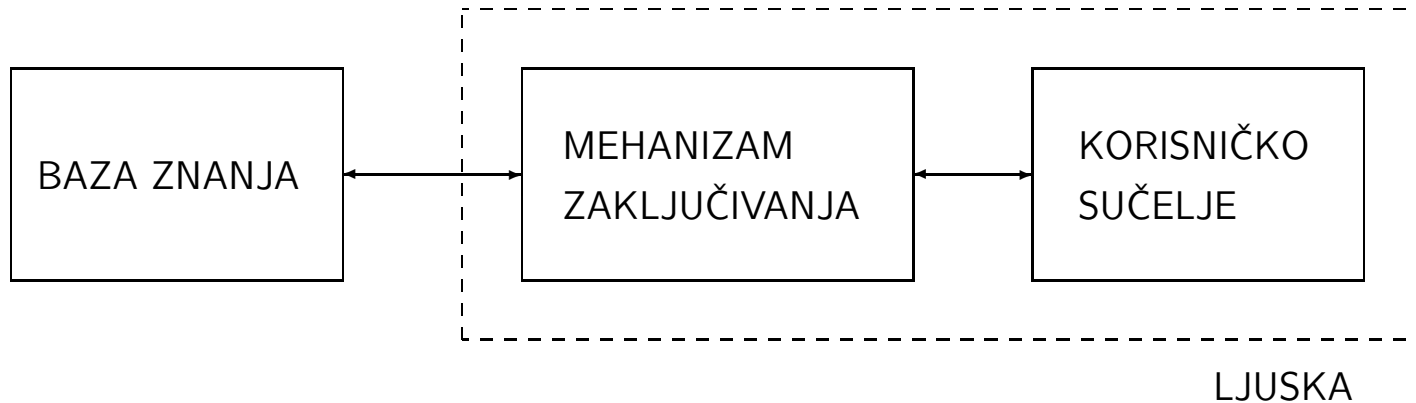 BAZA ZNANJA
MEHANIZAM
ZAKLJUČIVANJA
KORISNIČKO
SUČELJE
LJUSKA